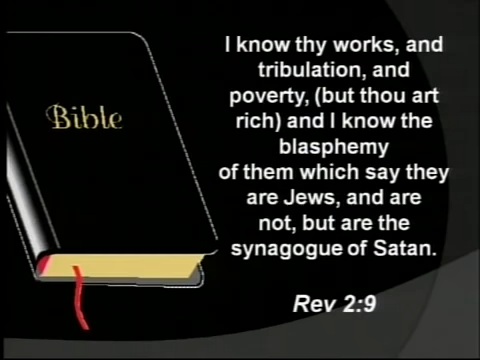 Bible
I know thy works, and
tribulation, and
poverty, (but thou art
rich) and I know the
blasphemy
of them which say they
are Jews, and are
not, but are the
synagogue of Satan.
Rev 2:9